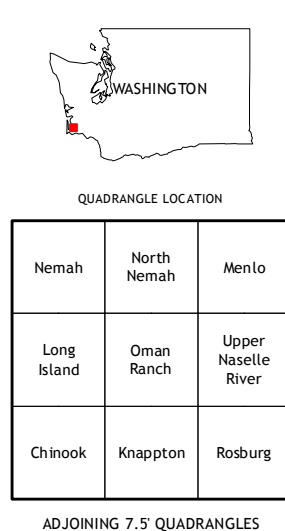 WASHINGTON
QUADRANGLE LOCATION
Nemah
North
Nemah
Menlo
Long
Island
Oman
Ranch
Upper
Naselle
River
Chinook
Knappton
Rosburg
ADJOINING 7.5' QUADRANGLES